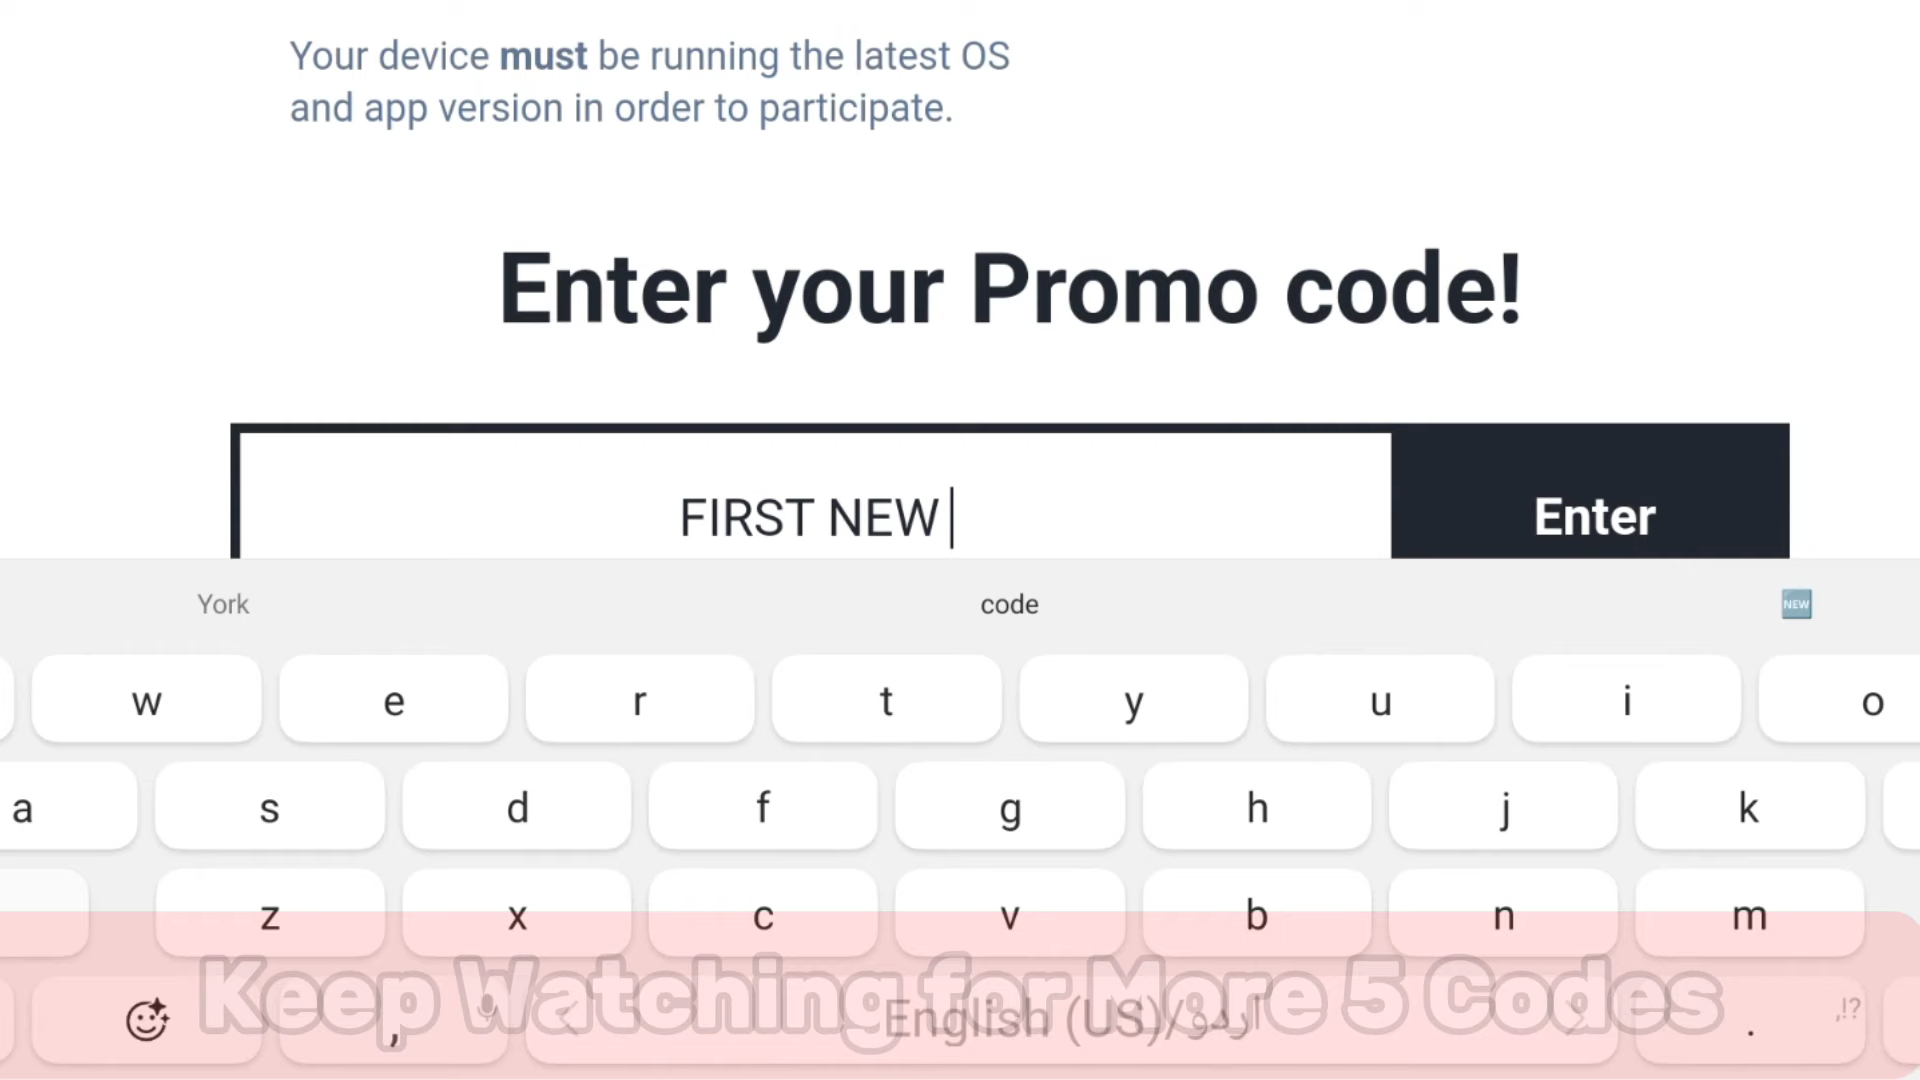 Your device must be running the latest OS
and app version in order to participate.
Enter your Promo code!
FIRST NEW
Enter
York
code
NEW
w e r t y u i o
a s d f g h j k
z x c v b n m
Keep Watching for More 5 Codes
, English (US)/اردو . ,!?